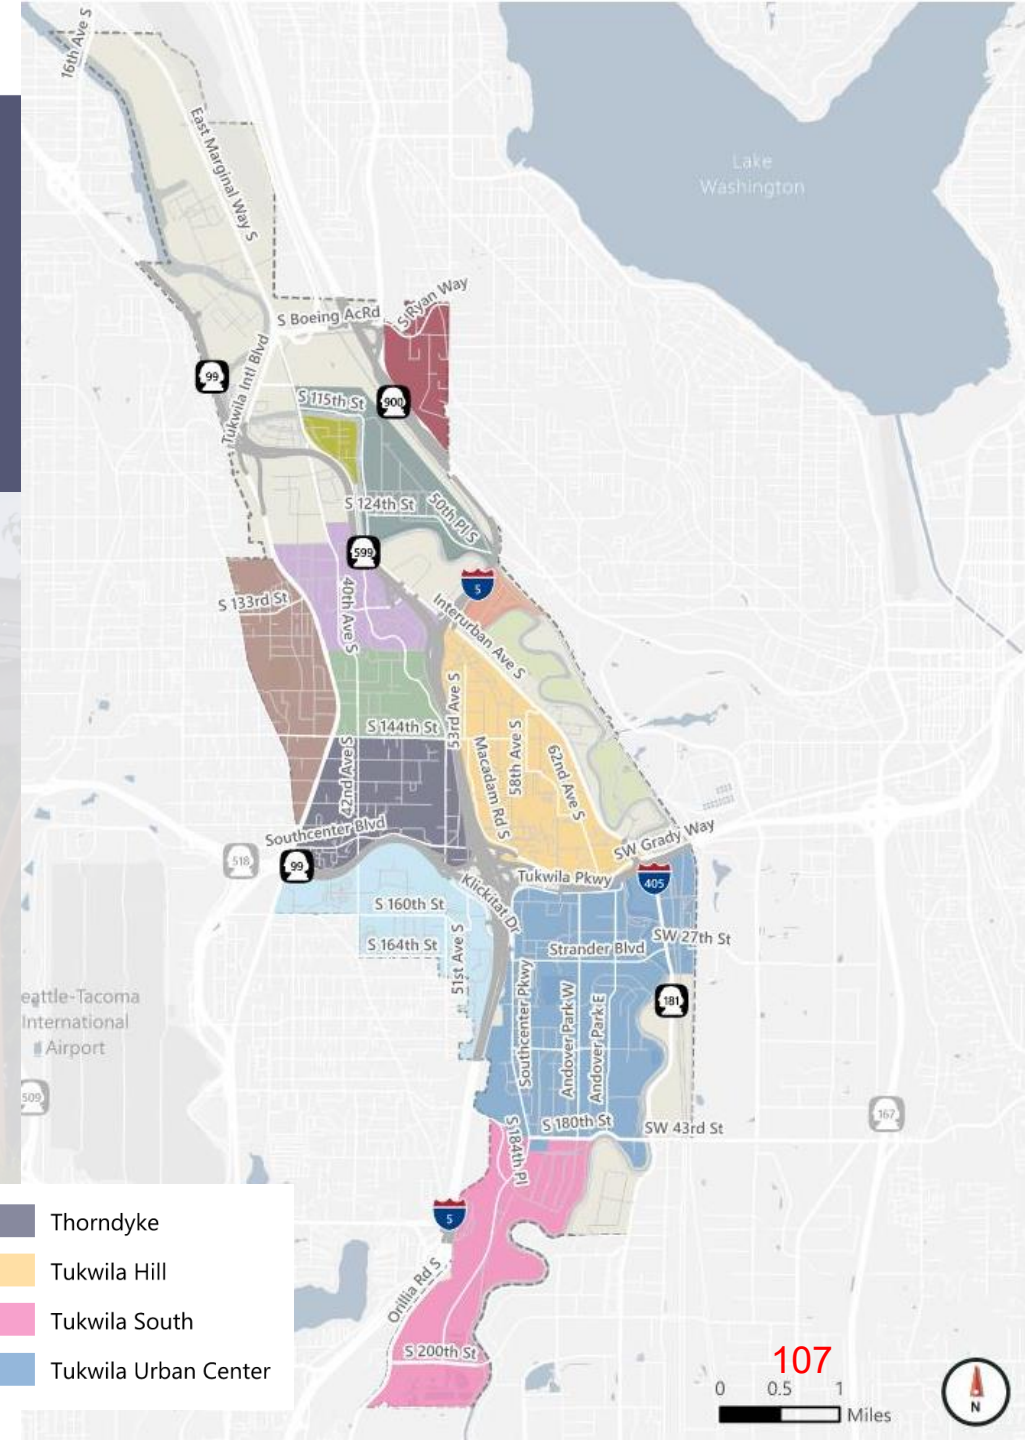 16th Ave S
East Marginal Way S
Lake
Washington
S Boeing AcRd
S Ryan Way
99
Tukwila Intl Blvd
900
S 115th St
S 124th St
50th Pl S
599
5
S 133rd St
40th Ave S
Interurban Ave S
53rd Ave S
S 144th St
42nd Ave S
Macadam Rd S
58th Ave S
62nd Ave S
Southcenter Blvd
SW Grady Way
518
99
Tukwila Pkwy
405
Klickitat Dr
S 160th St
S 164th St
51st Ave S
Strander Blvd
SW 27th St
eattle-Tacoma
International
Airport
Southcenter Pkwy
Andover Park W
Andover Park E
181
509
167
S 180th St
SW 43rd St
S 184th Pl
5
Orillia Rd S
S 200th St
Thorndyke
Tukwila Hill
Tukwila South
Tukwila Urban Center
107
0 0.5 1
Miles
N